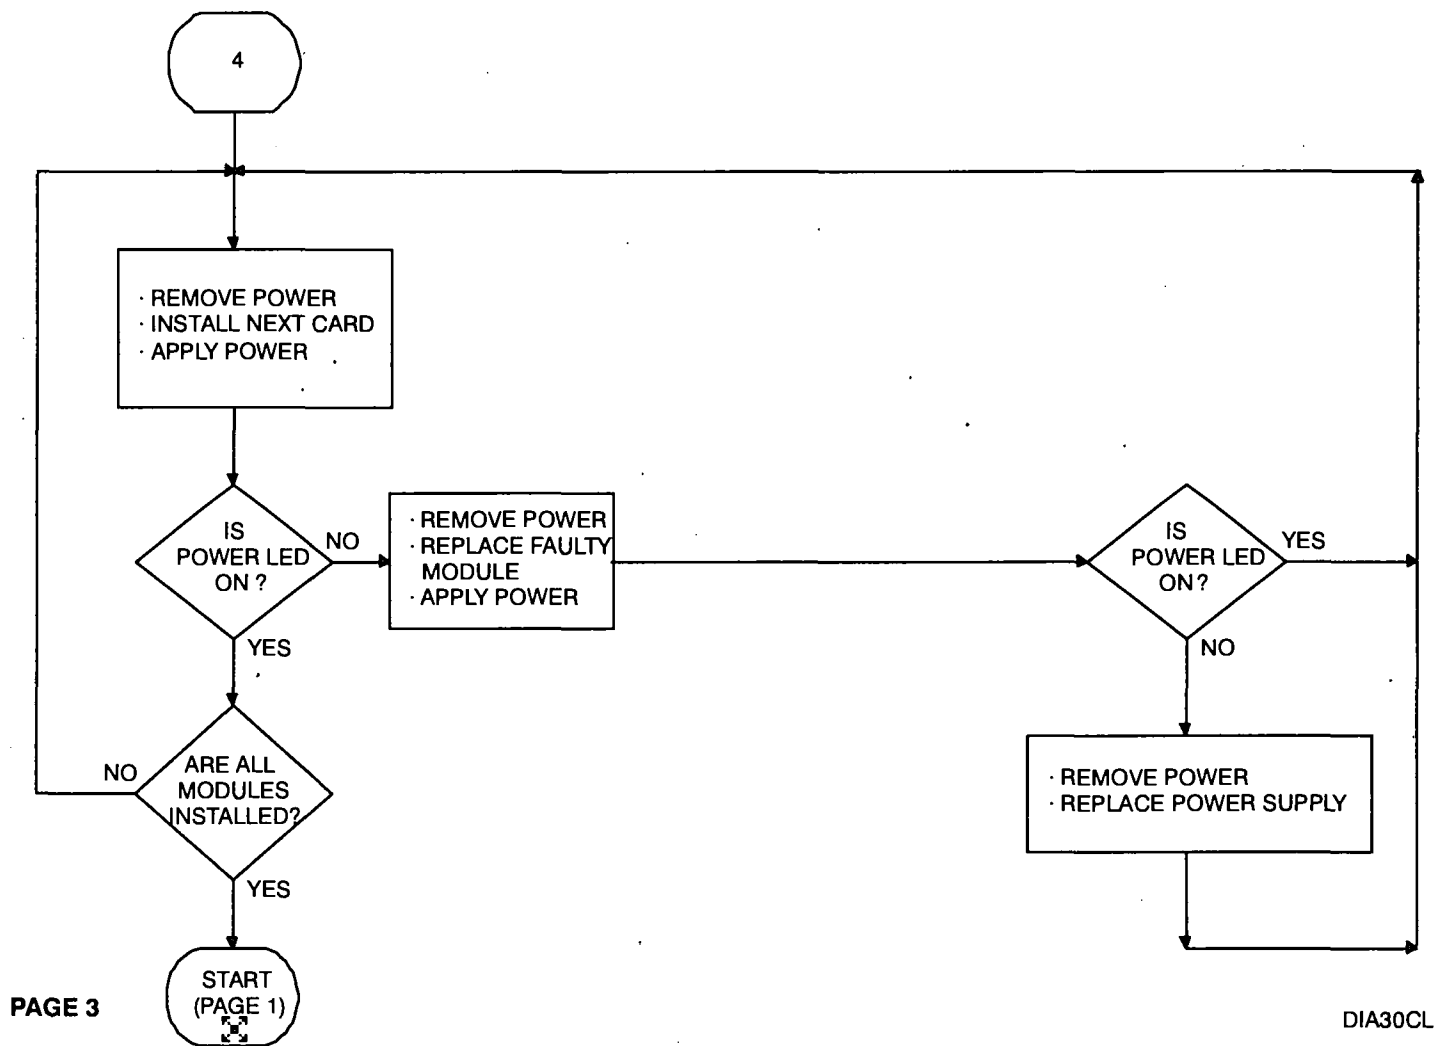 4
· REMOVE POWER
· INSTALL NEXT CARD
· APPLY POWER
IS
POWER LED
ON ?
NO
· REMOVE POWER
· REPLACE FAULTY
MODULE
· APPLY POWER
IS
POWER LED
ON ?
YES
YES
NO
NO
ARE ALL
MODULES
INSTALLED?
· REMOVE POWER
· REPLACE POWER SUPPLY
YES
START
(PAGE 1)
PAGE 3
DIA30CL